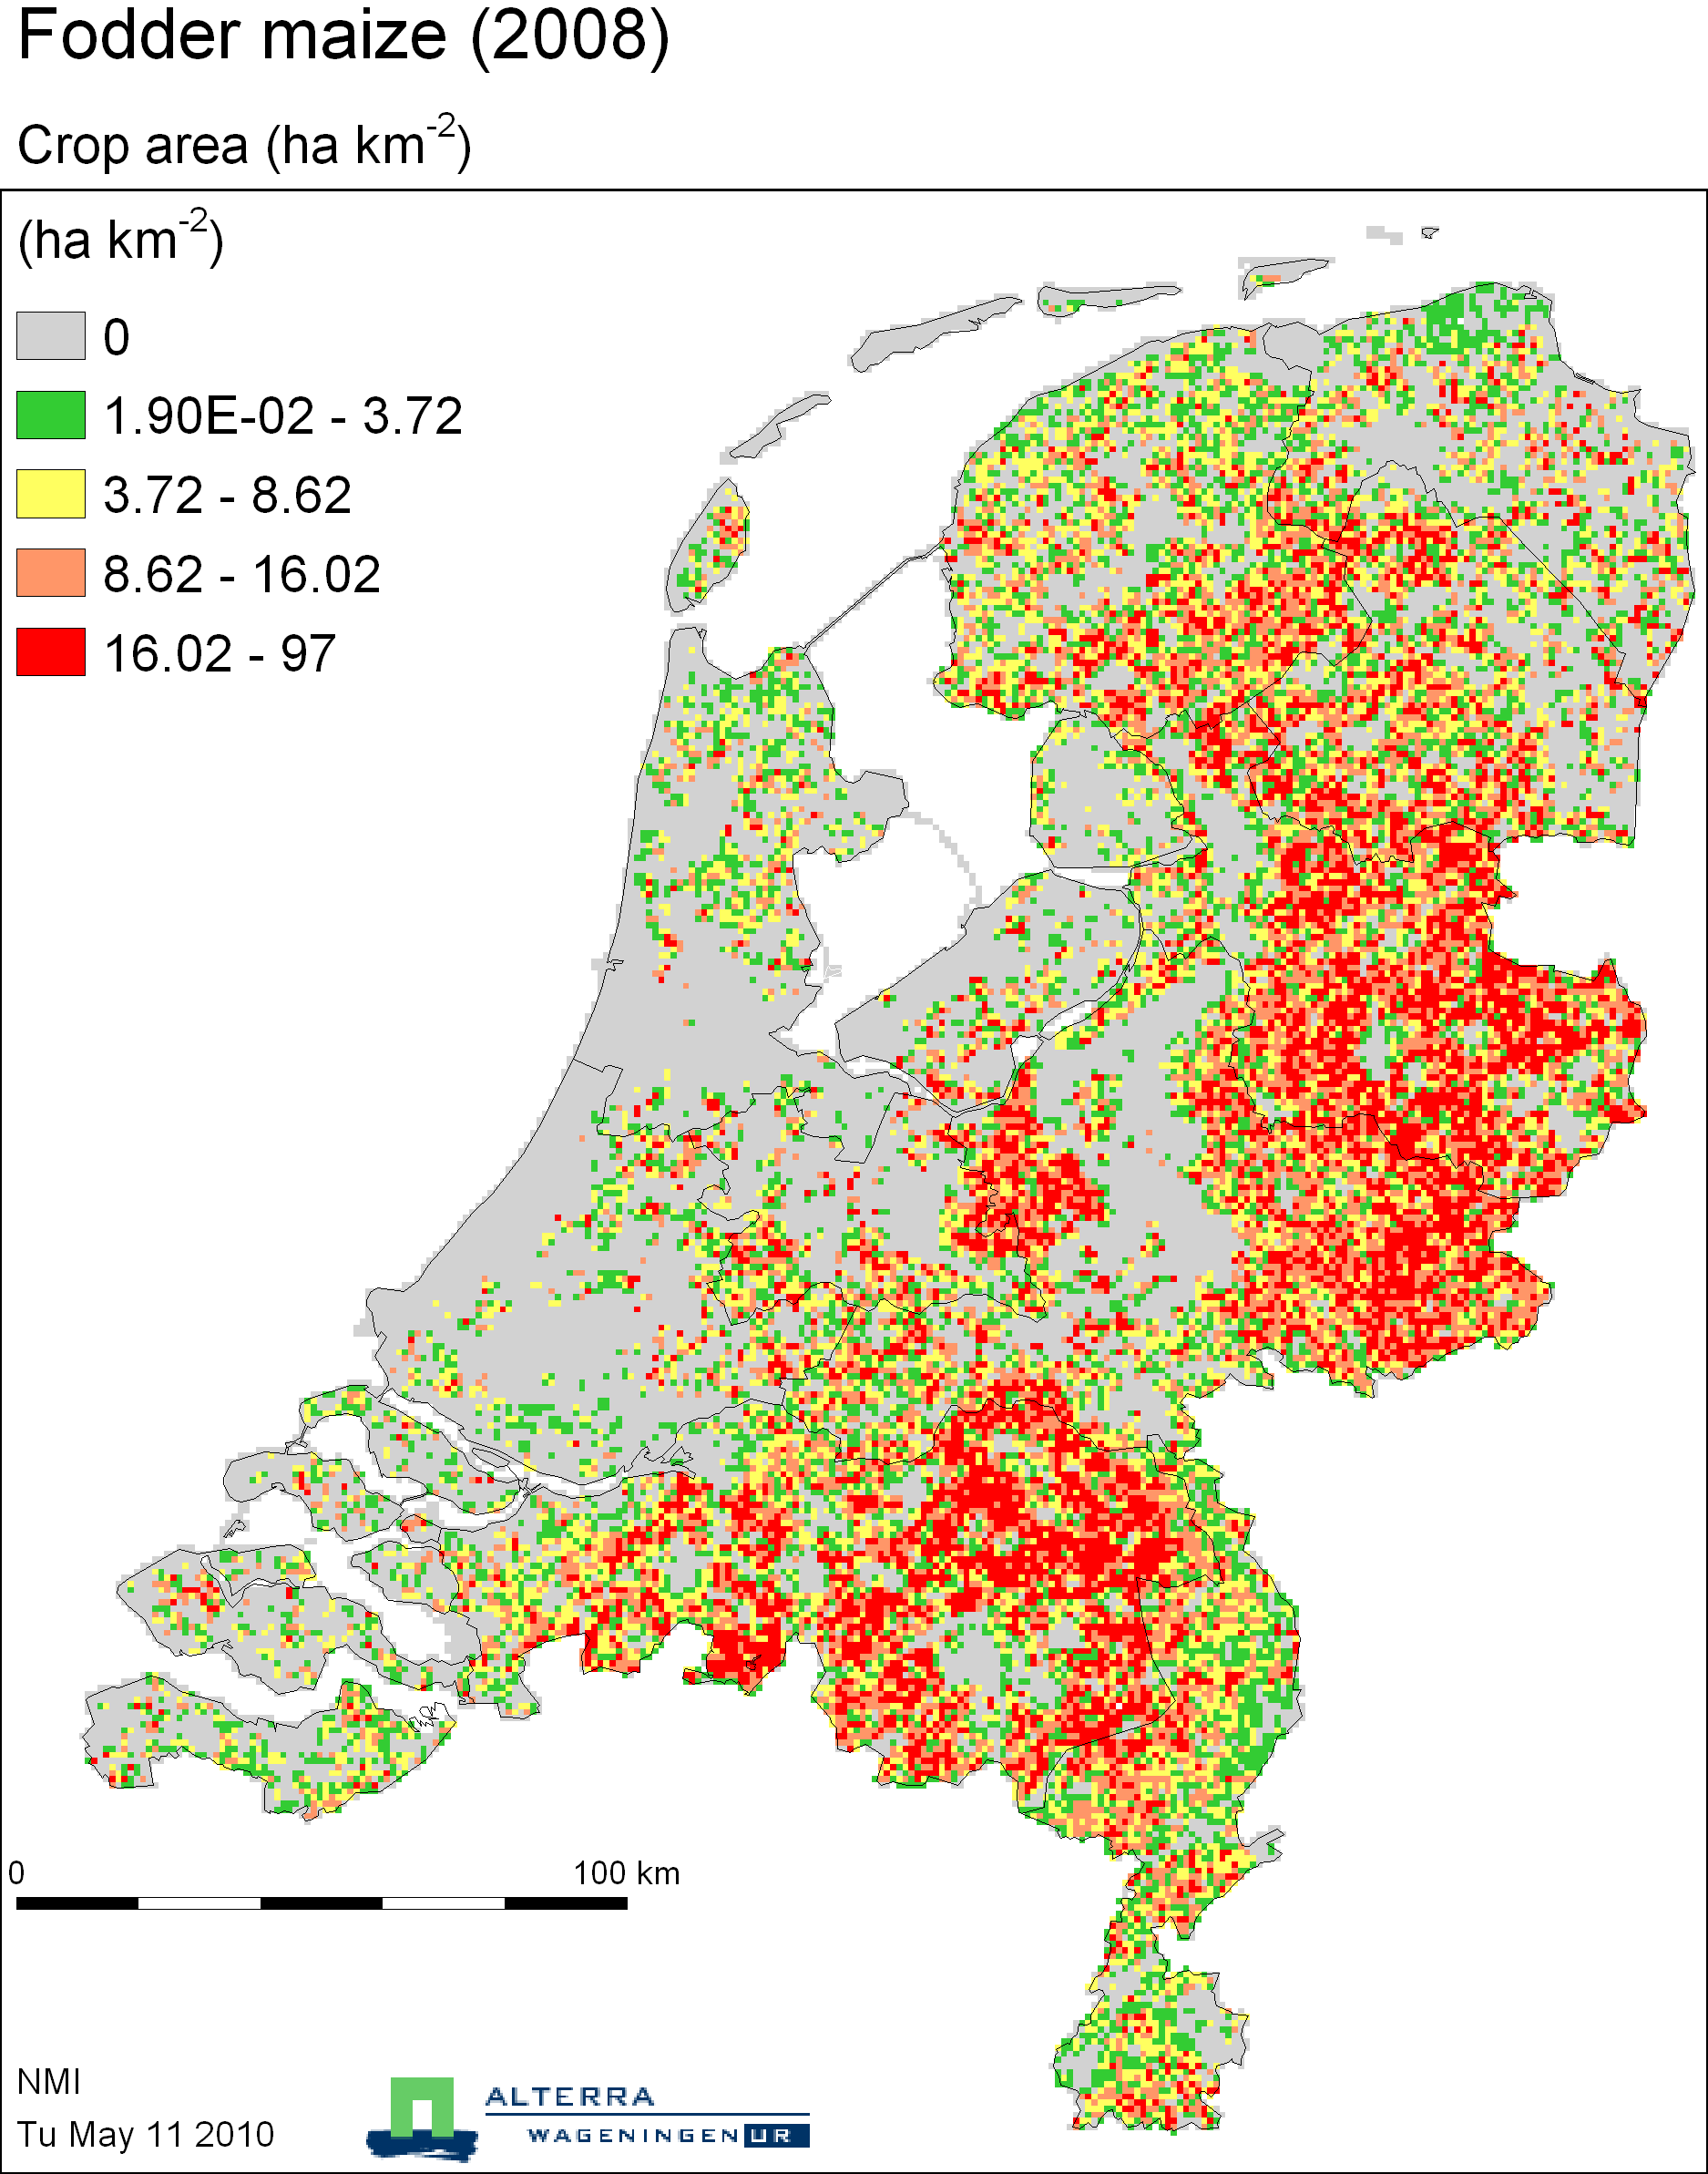 Fodder maize (2008)
Crop area (ha km-2)
(ha km-2)
0
1.90E-02 - 3.72
3.72 - 8.62
8.62 - 16.02
16.02 - 97
0 100 km
NMI
Tu May 11 2010
ALTERRA
WAGENINGEN UR